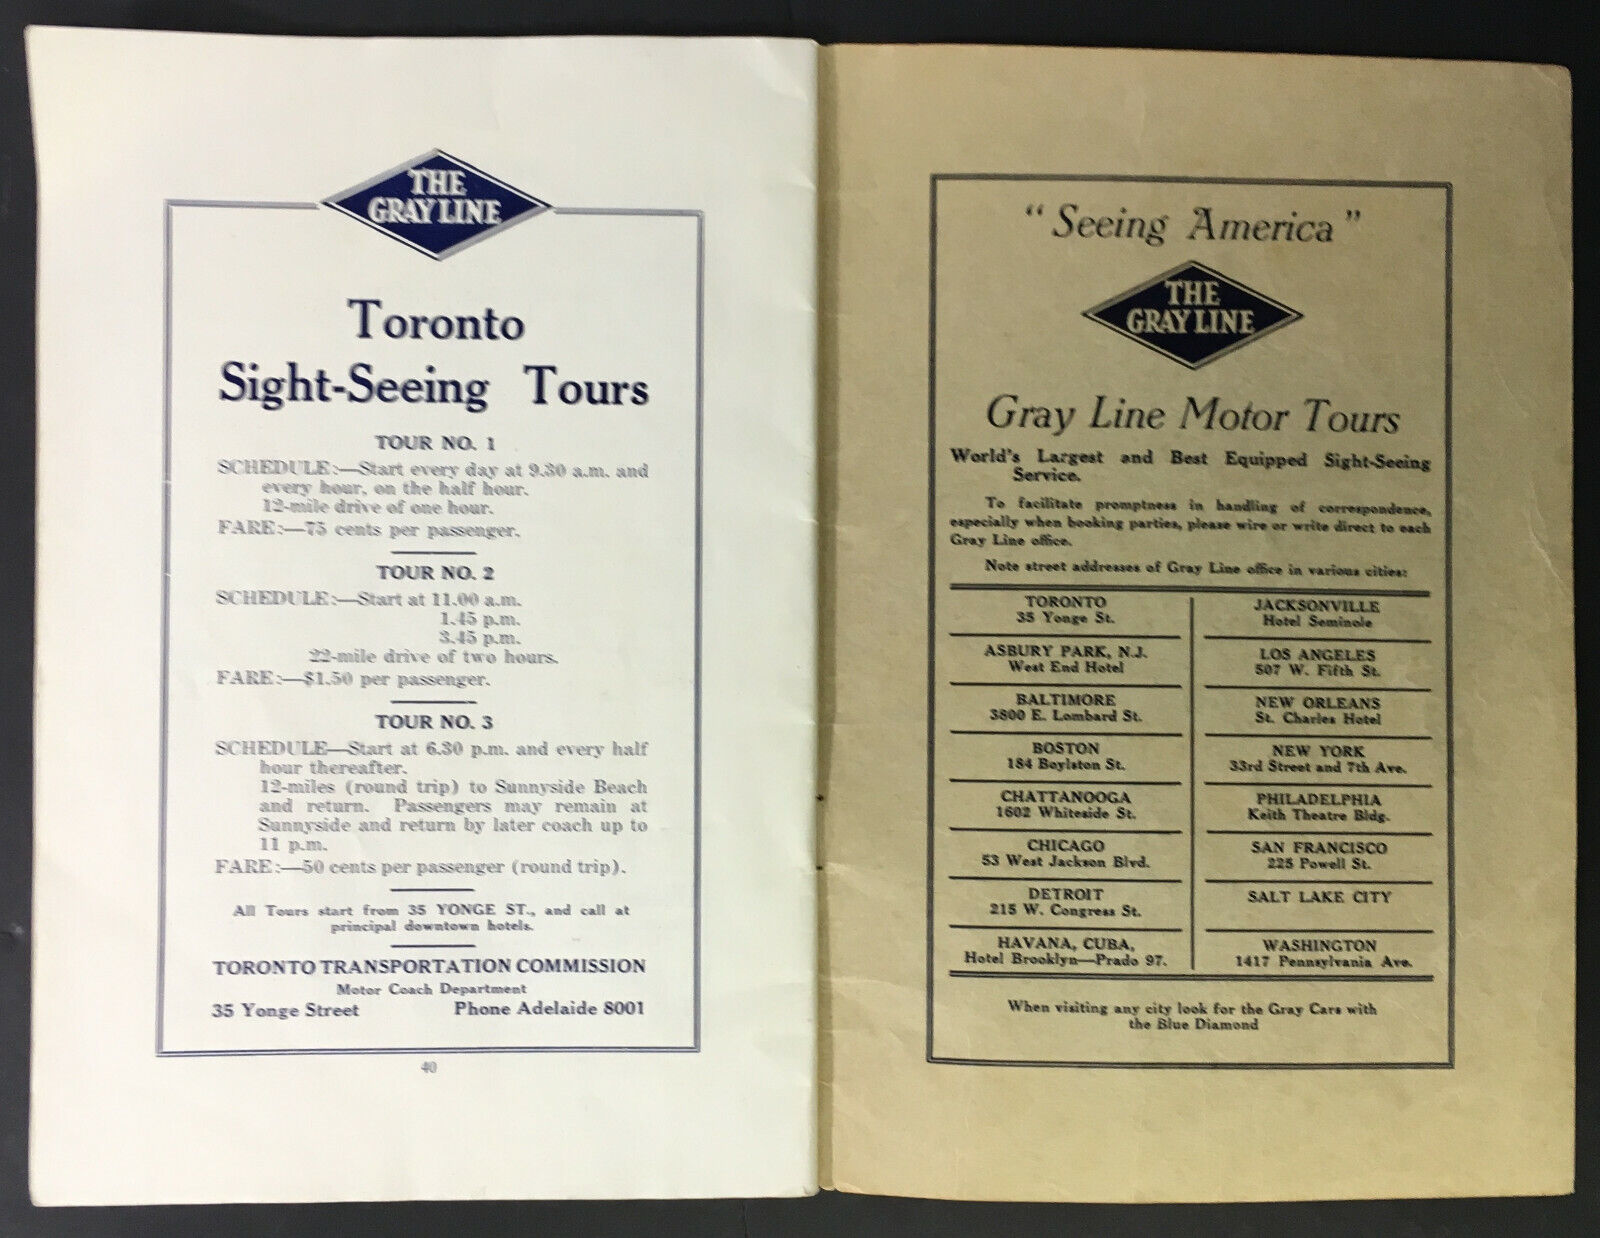 THE
GRAY LINE
Toronto
Sight-Seeing Tours
TOUR NO. 1
SCHEDULE:—Start every day at 9.30 a.m. and
every hour, on the half hour.
12-mile drive of one hour.
FARE:—75 cents per passenger.
TOUR NO. 2
SCHEDULE:—Start at 11.00 a.m.
1.45 p.m.
3.45 p.m.
22-mile drive of two hours.
FARE:—$1.50 per passenger.
TOUR NO. 3
SCHEDULE—Start at 6.30 p.m. and every half
hour thereafter.
12-miles (round trip) to Sunnyside Beach
and return. Passengers may remain at
Sunnyside and return by later coach up to
11 p.m.
FARE:—50 cents per passenger (round trip).
All Tours start from 35 YONGE ST., and call at
principal downtown hotels.
TORONTO TRANSPORTATION COMMISSION
Motor Coach Department
35 Yonge Street Phone Adelaide 8001
40
"Seeing America"
THE
GRAY LINE
Gray Line Motor Tours
World's Largest and Best Equipped Sight-Seeing
Service.
To facilitate promptness in handling of correspondence,
especially when booking parties, please wire or write direct to each
Gray Line office.
Note street addresses of Gray Line office in various cities:
TORONTO
35 Yonge St.
ASBURY PARK, N.J.
West End Hotel
BALTIMORE
3800 E. Lombard St.
BOSTON
184 Boylston St.
CHATTANOOGA
1602 Whiteside St.
CHICAGO
53 West Jackson Blvd.
DETROIT
215 W. Congress St.
HAVANA, CUBA,
Hotel Brooklyn—Prado 97.
JACKSONVILLE
Hotel Seminole
LOS ANGELES
507 W. Fifth St.
NEW ORLEANS
St. Charles Hotel
NEW YORK
33rd Street and 7th Ave.
PHILADELPHIA
Keith Theatre Bldg.
SAN FRANCISCO
225 Powell St.
SALT LAKE CITY
WASHINGTON
1417 Pennsylvania Ave.
When visiting any city look for the Gray Cars with
the Blue Diamond